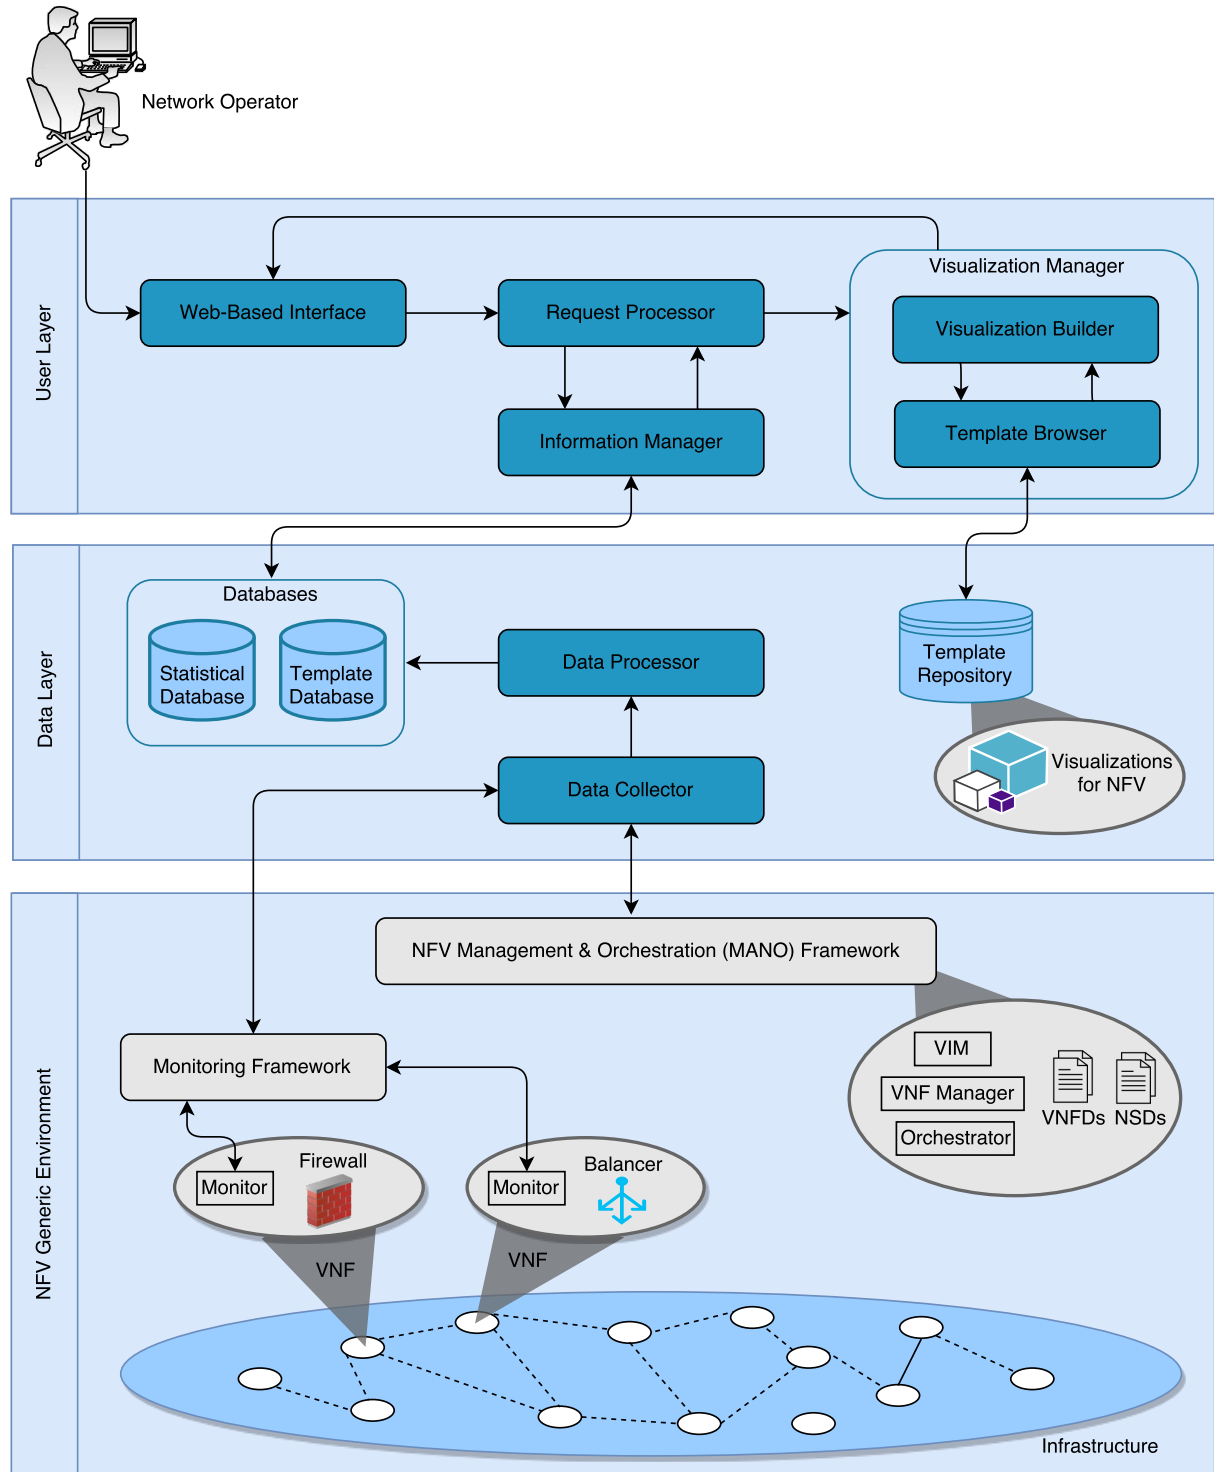 Network Operator
User Layer
Visualization Manager
Web-Based Interface
Request Processor
Visualization Builder
Information Manager
Template Browser
Data Layer
Databases
Statistical
Database
Template
Database
Data Processor
Template
Repository
Data Collector
Visualizations
for NFV
NFV Generic Environment
NFV Management & Orchestration (MANO) Framework
Monitoring Framework
VIM
VNF Manager
Orchestrator
VNFDs
NSDs
Firewall
Monitor
Balancer
Monitor
VNF
VNF
Infrastructure